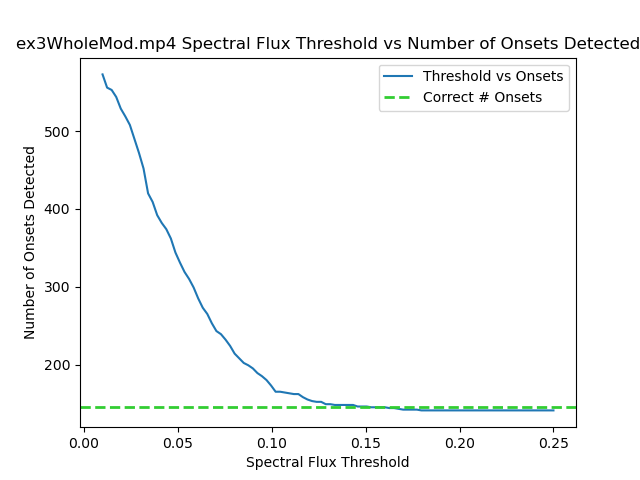 ex3WholeMod.mp4 Spectral Flux Threshold vs Number of Onsets Detected
Threshold vs Onsets
Correct # Onsets
Number of Onsets Detected
500
400
300
200
0.00 0.05 0.10 0.15 0.20 0.25
Spectral Flux Threshold